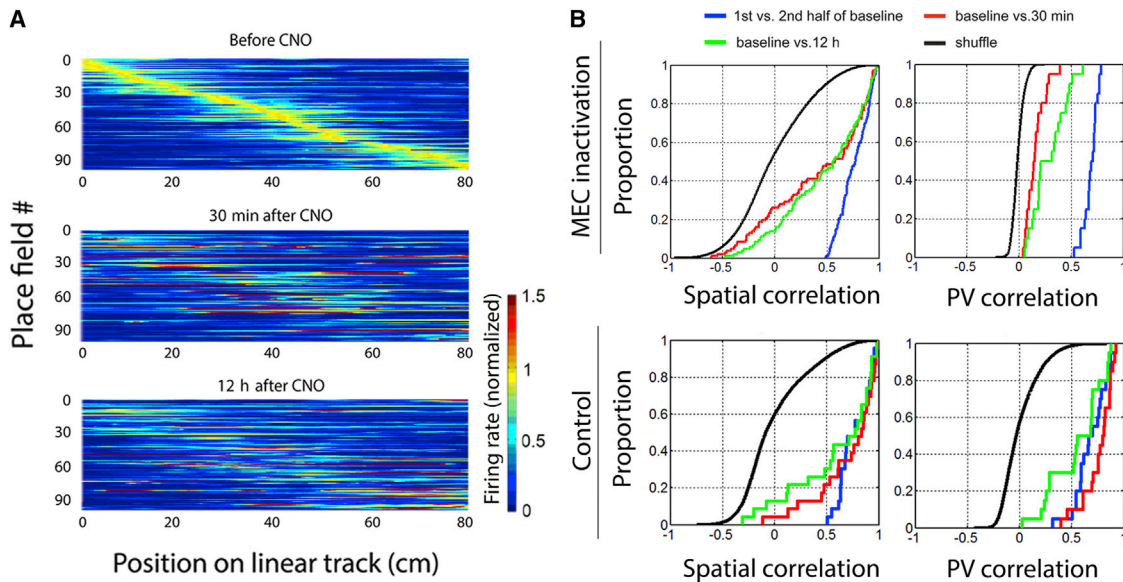 A
Before CNO
0
30
60
90
0 20 40 60 80
30 min after CNO
0
30
60
90
0 20 40 60 80
12 h after CNO
0
30
60
90
0 20 40 60 80
Place field #
Position on linear track (cm)
Firing rate (normalized)
1.5
1
0.5
0
B
1st vs. 2nd half of baseline
baseline vs.30 min
baseline vs.12 h
shuffle
MEC inactivation
Proportion
1
0.8
0.6
0.4
0.2
0
-1 -0.5 0 0.5 1
Spatial correlation
1
0.8
0.6
0.4
0.2
0
-1 -0.5 0 0.5 1
PV correlation
Control
Proportion
1
0.8
0.6
0.4
0.2
0
-1 -0.5 0 0.5 1
Spatial correlation
1
0.8
0.6
0.4
0.2
0
-1 -0.5 0 0.5 1
PV correlation